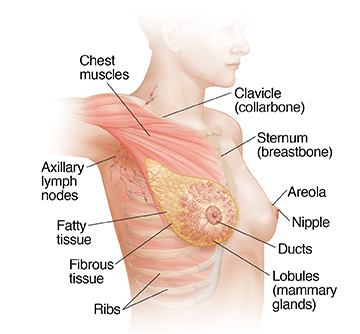 Chest
muscles
Clavicle
(collarbone)
Sternum
(breastbone)
Axillary
lymph
nodes
Areola
Nipple
Fatty
tissue
Ducts
Fibrous
tissue
Lobules
(mammary
glands)
Ribs